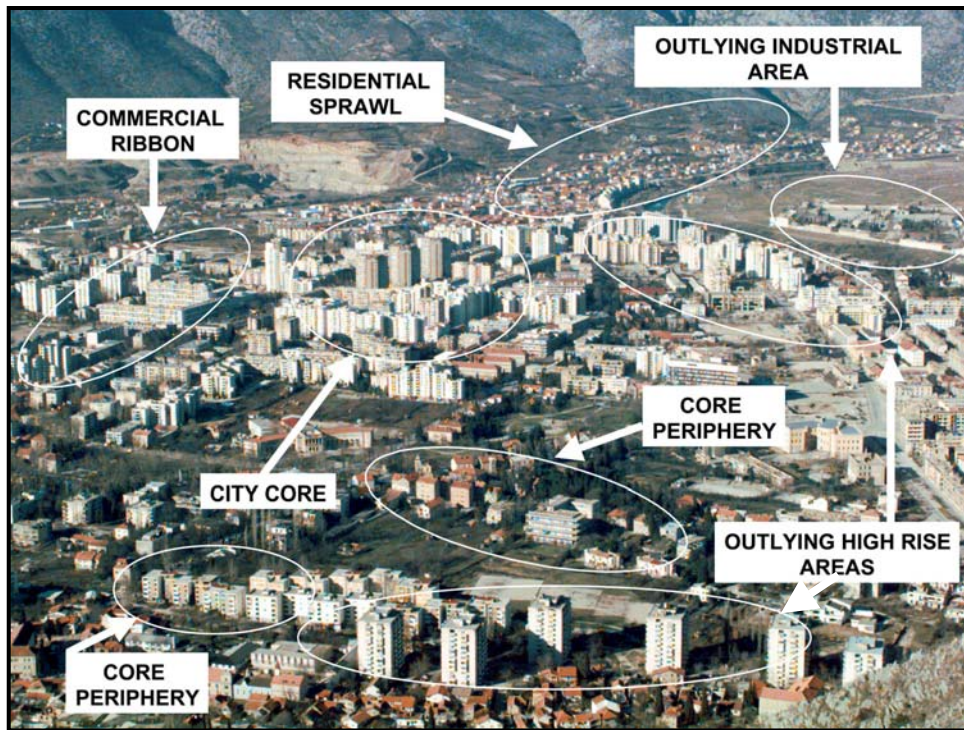 OUTLYING INDUSTRIAL
AREA
RESIDENTIAL
SPRAWL
COMMERCIAL
RIBBON
CORE
PERIPHERY
CITY CORE
OUTLYING HIGH RISE
AREAS
CORE
PERIPHERY